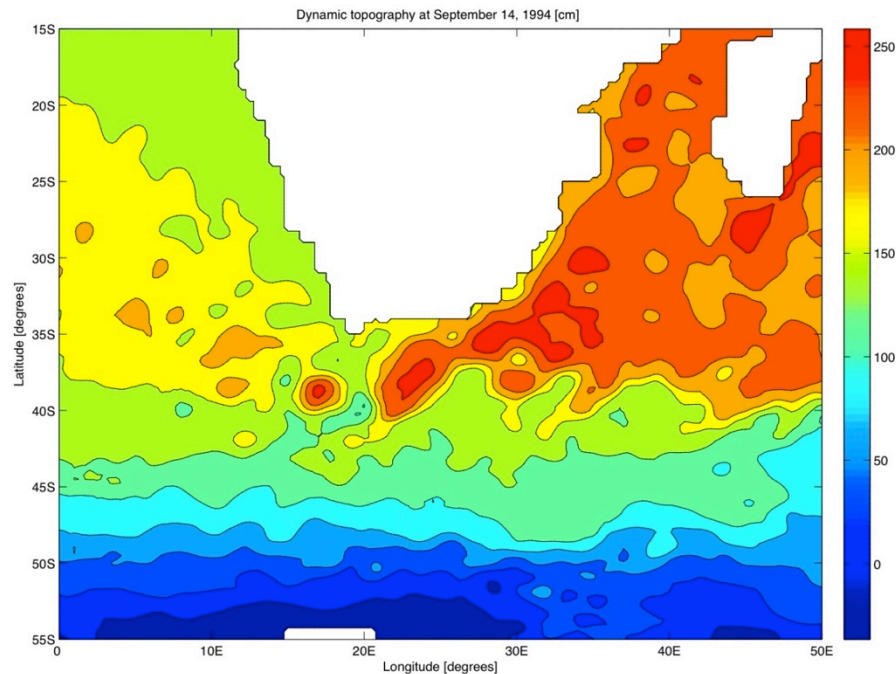 Dynamic topography at September 14, 1994 [cm]
15S
20S
25S
30S
35S
40S
45S
50S
55S
Latitude [degrees]
0
10E
20E
30E
40E
50E
Longitude [degrees]
250
200
150
100
50
0